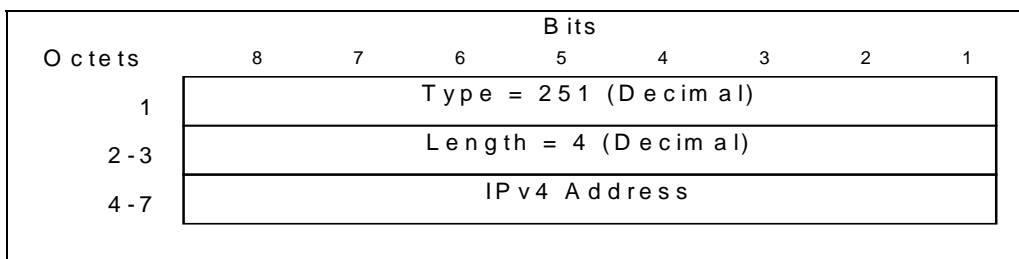 Bits
Octets 8 7 6 5 4 3 2 1
1 Type = 251 (Decimal)
2-3 Length = 4 (Decimal)
4-7 IPv4 Address